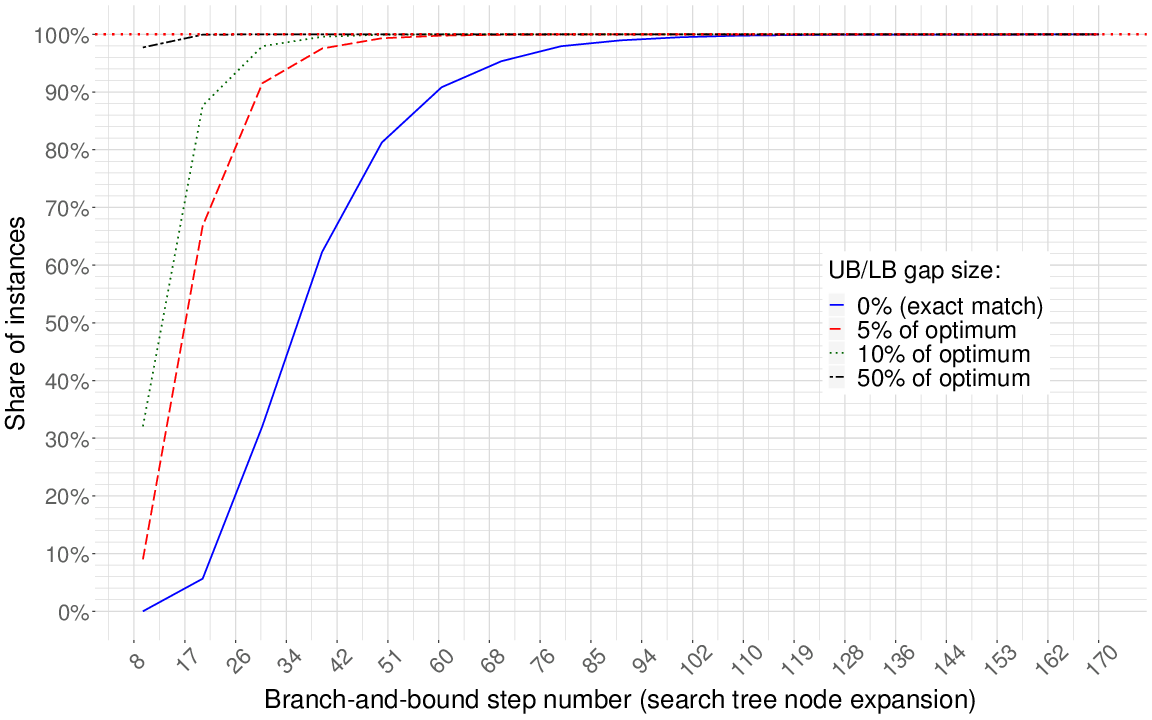 100%
90%
80%
70%
60%
50%
40%
30%
20%
10%
0%
Share of instances
UB/LB gap size:
0% (exact match)
5% of optimum
10% of optimum
50% of optimum
8 17 26 34 42 51 60 68 76 85 94 102 110 119 128 136 144 153 162 170
Branch-and-bound step number (search tree node expansion)